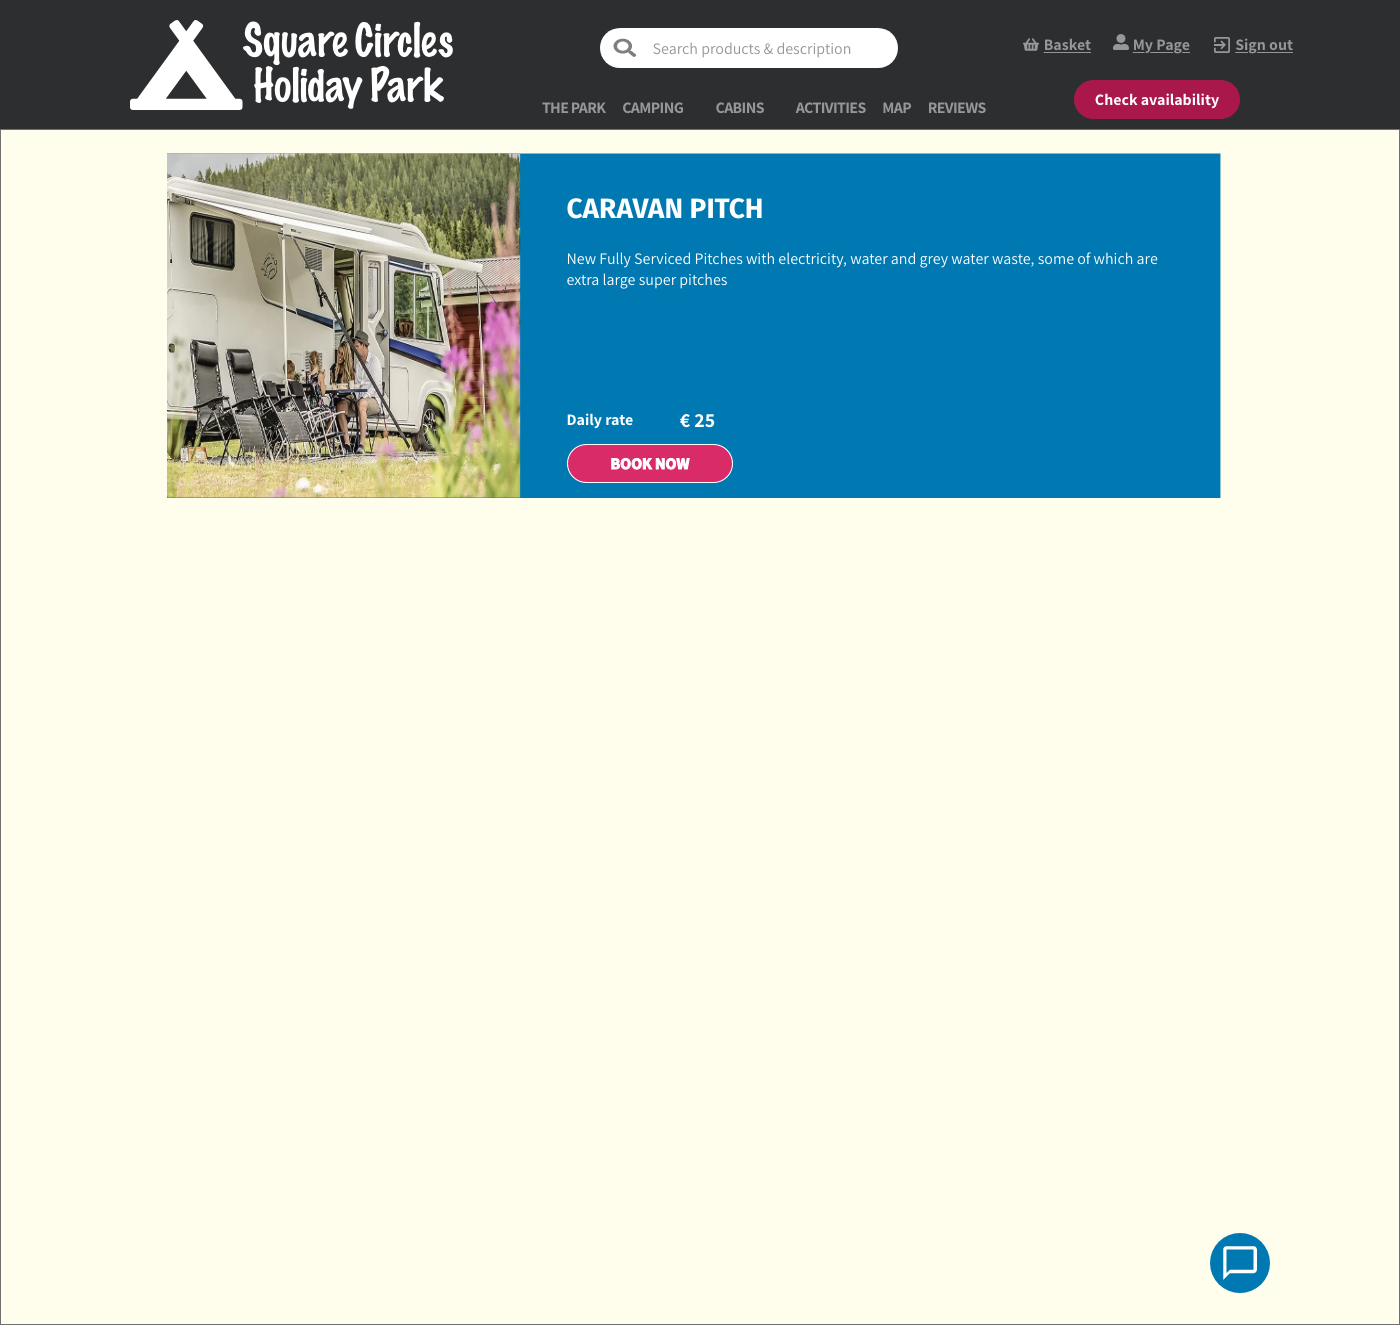 Square Circles
Holiday Park
Search products & description
Basket
My Page
Sign out
THE PARK
CAMPING
CABINS
ACTIVITIES
MAP
REVIEWS
Check availability
CARAVAN PITCH
New Fully Serviced Pitches with electricity, water and grey water waste, some of which are
extra large super pitches
Daily rate € 25
BOOK NOW